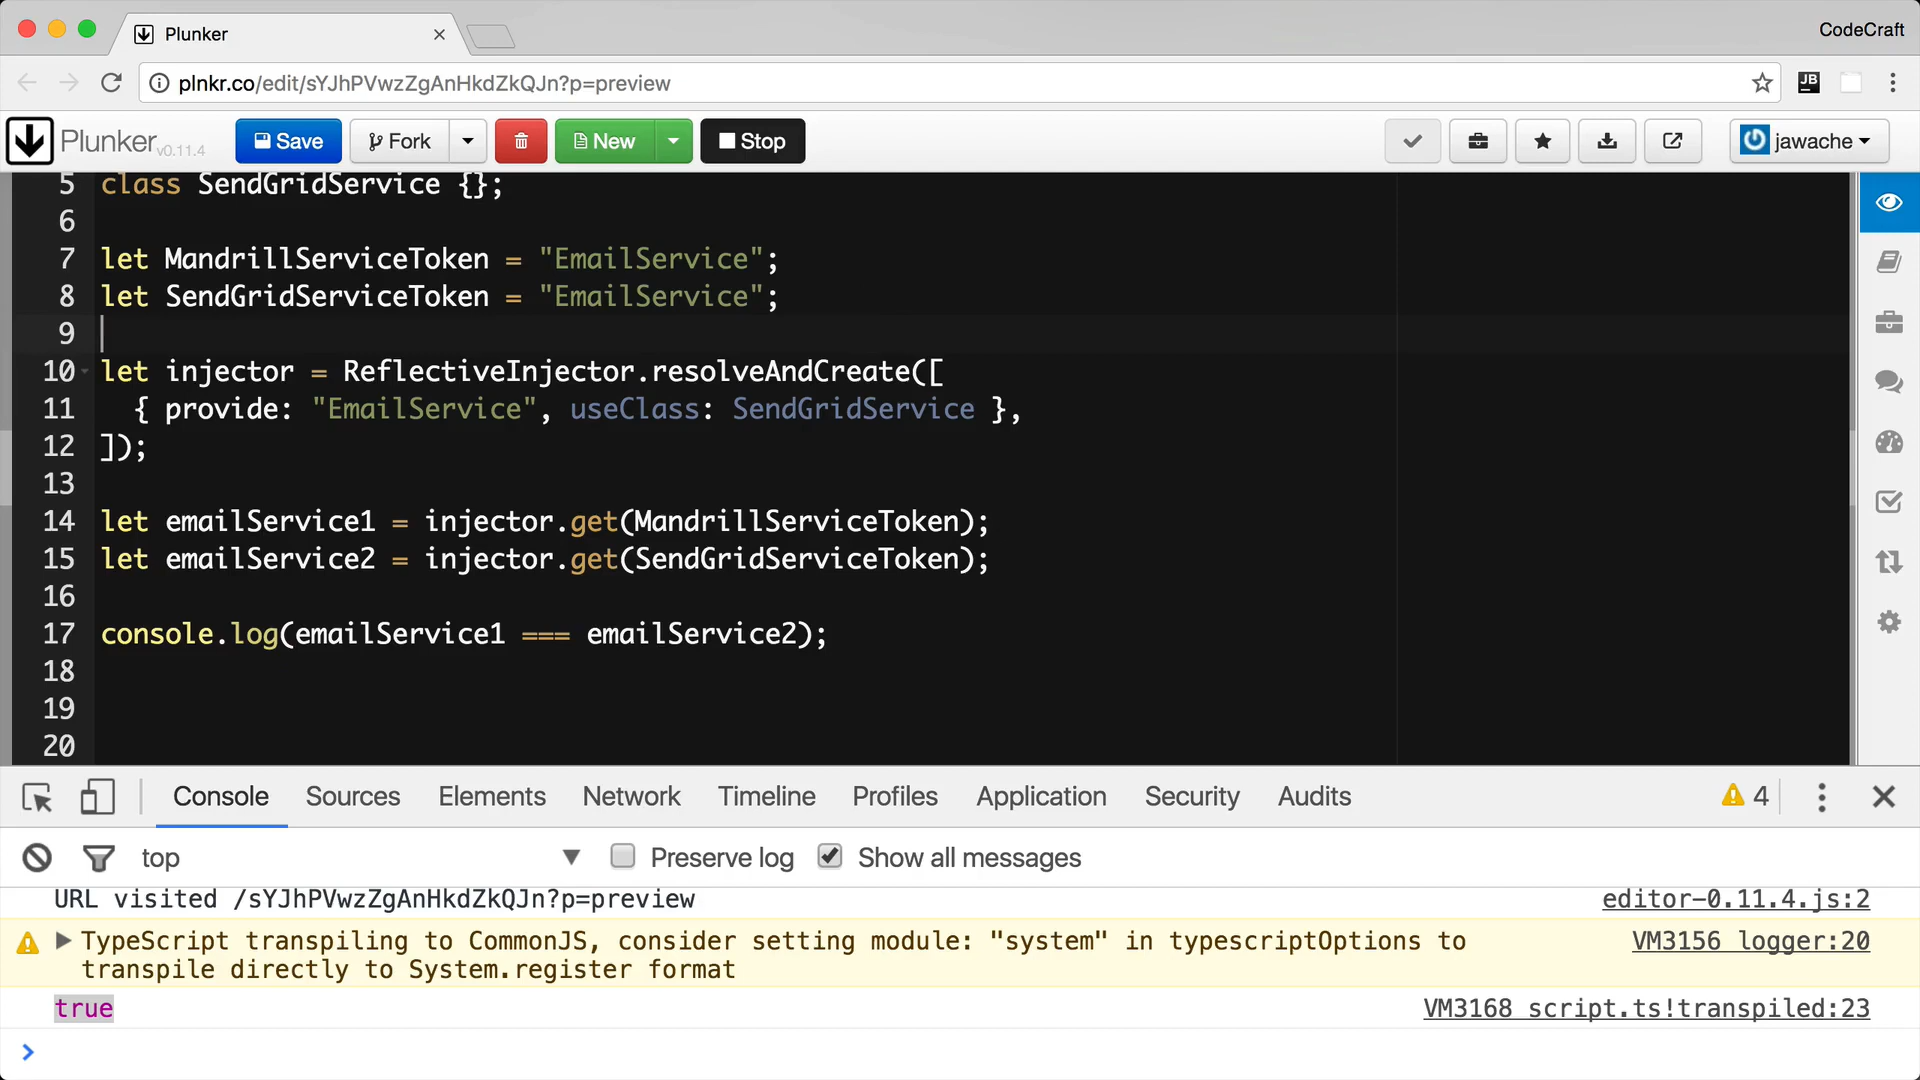 Plunker
CodeCraft
plnkr.co/edit/sYJhPVwzZgAnHkdZkQJn?p=preview
JB
Plunker v0.11.4
Save
Fork
New
Stop
jawache
5 class SendGridService {};
6
7 let MandrillServiceToken = "EmailService";
8 let SendGridServiceToken = "EmailService";
9
10 let injector = ReflectiveInjector.resolveAndCreate([
11 { provide: "EmailService", useClass: SendGridService },
12 ]);
13
14 let emailService1 = injector.get(MandrillServiceToken);
15 let emailService2 = injector.get(SendGridServiceToken);
16
17 console.log(emailService1 === emailService2);
18
19
20
Console Sources Elements Network Timeline Profiles Application Security Audits 4
top Preserve log Show all messages
URL visited /sYJhPVwzZgAnHkdZkQJn?p=preview editor-0.11.4.js:2
TypeScript transpiling to CommonJS, consider setting module: "system" in typescriptOptions to VM3156 logger:20
transpile directly to System.register format
true VM3168 script.ts!transpiled:23